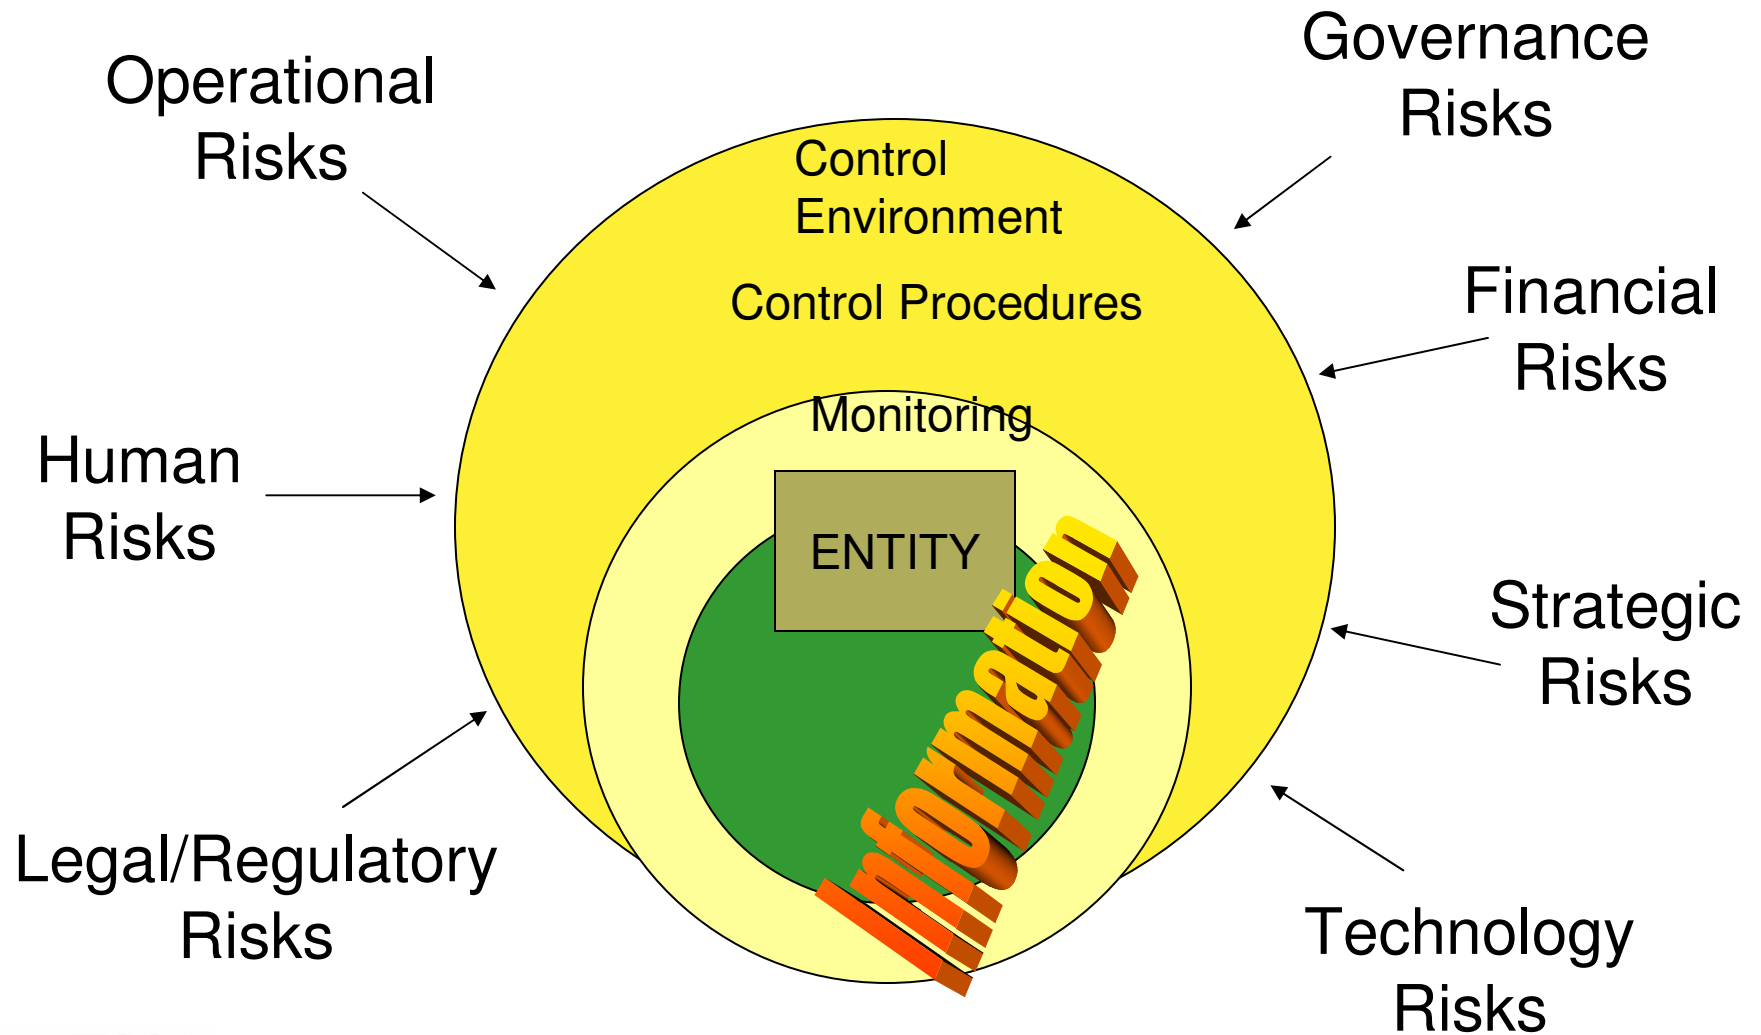 Governance
Risks
Operational
Risks
Control
Environment
Control Procedures
Financial
Risks
Monitoring
Human
Risks
ENTITY
Information
Strategic
Risks
Legal/Regulatory
Risks
Technology
Risks